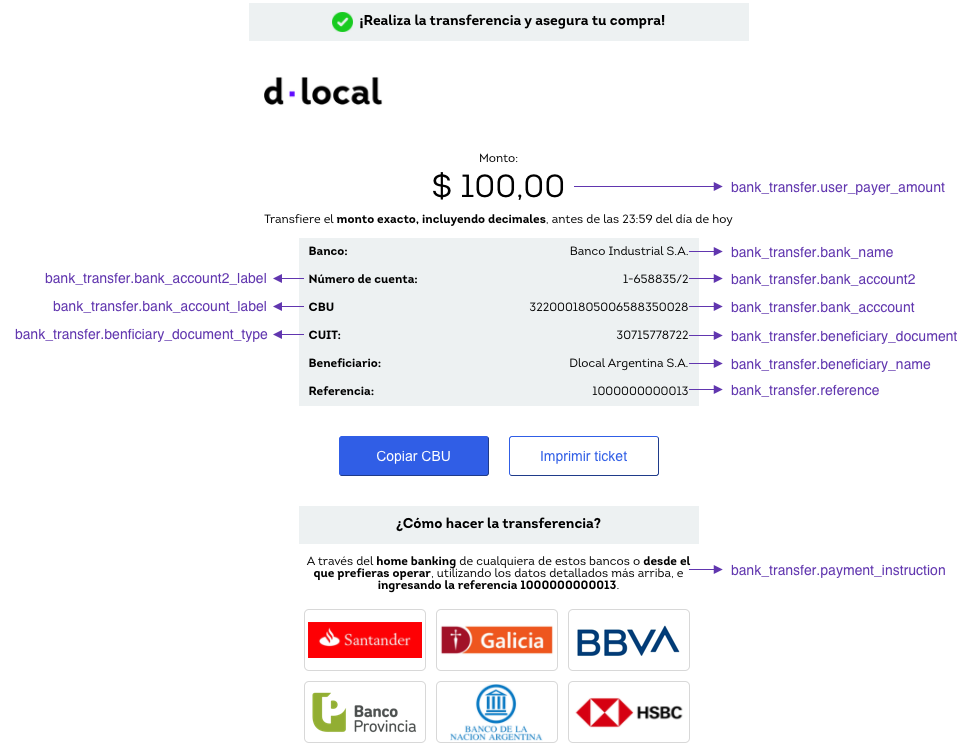 ¡Realiza la transferencia y asegura tu compra!
d·local
Monto:
$ 100,00
bank_transfer.user_payer_amount
Transfiere el monto exacto, incluyendo decimales, antes de las 23:59 del día de hoy
Banco: Banco Industrial S.A. bank_transfer.bank_name
bank_transfer.bank_account2_label Número de cuenta: 1-658835/2 bank_transfer.bank_account2
bank_transfer.bank_account_label CBU 3220001805006588350028 bank_transfer.bank_acccount
bank_transfer.benficiary_document_type CUIT: 30715778722 bank_transfer.beneficiary_document
Beneficiario: Dlocal Argentina S.A. bank_transfer.beneficiary_name
Referencia: 1000000000013 bank_transfer.reference
Copiar CBU Imprimir ticket
¿Cómo hacer la transferencia?
A través del home banking de cualquiera de estos bancos o desde el
que prefieras operar, utilizando los datos detallados más arriba, e
ingresando la referencia 1000000000013.
bank_transfer.payment_instruction
Santander
Galicia
BBVA
Banco
Provincia
BANCO DE LA
NACION ARGENTINA
HSBC